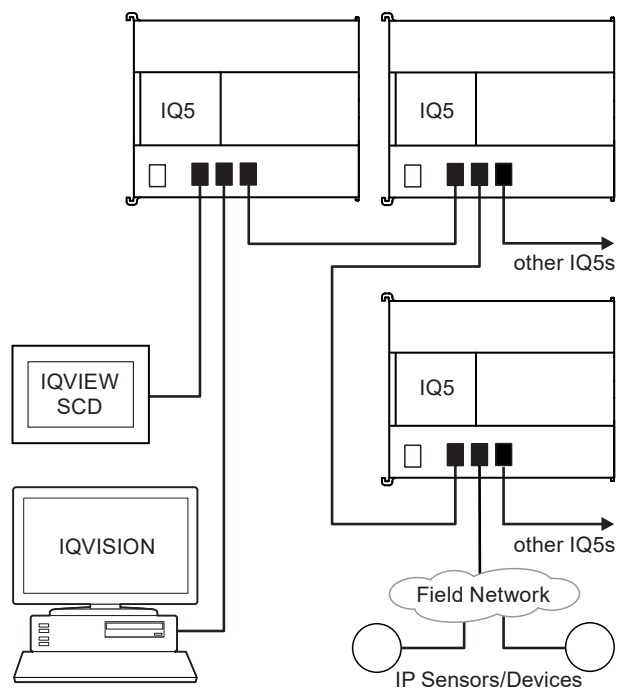 IQ5
IQ5
other IQ5s
IQVIEW
SCD
IQ5
IQVISION
other IQ5s
Field Network
IP Sensors/Devices